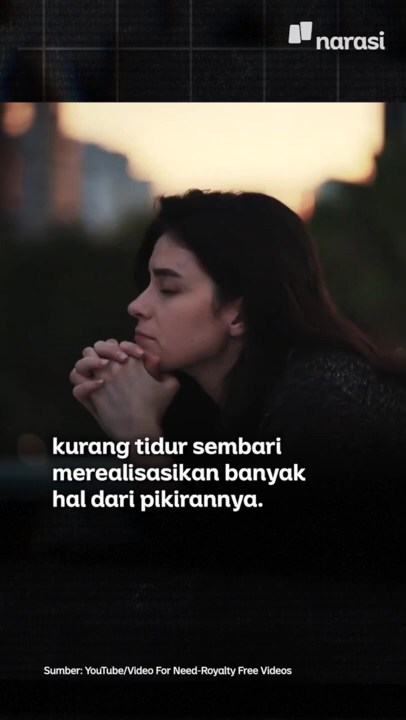 narasi
kurang tidur sembari
merealisasikan banyak
hal dari pikirannya.
Sumber: YouTube/Video For Need-Royalty Free Videos